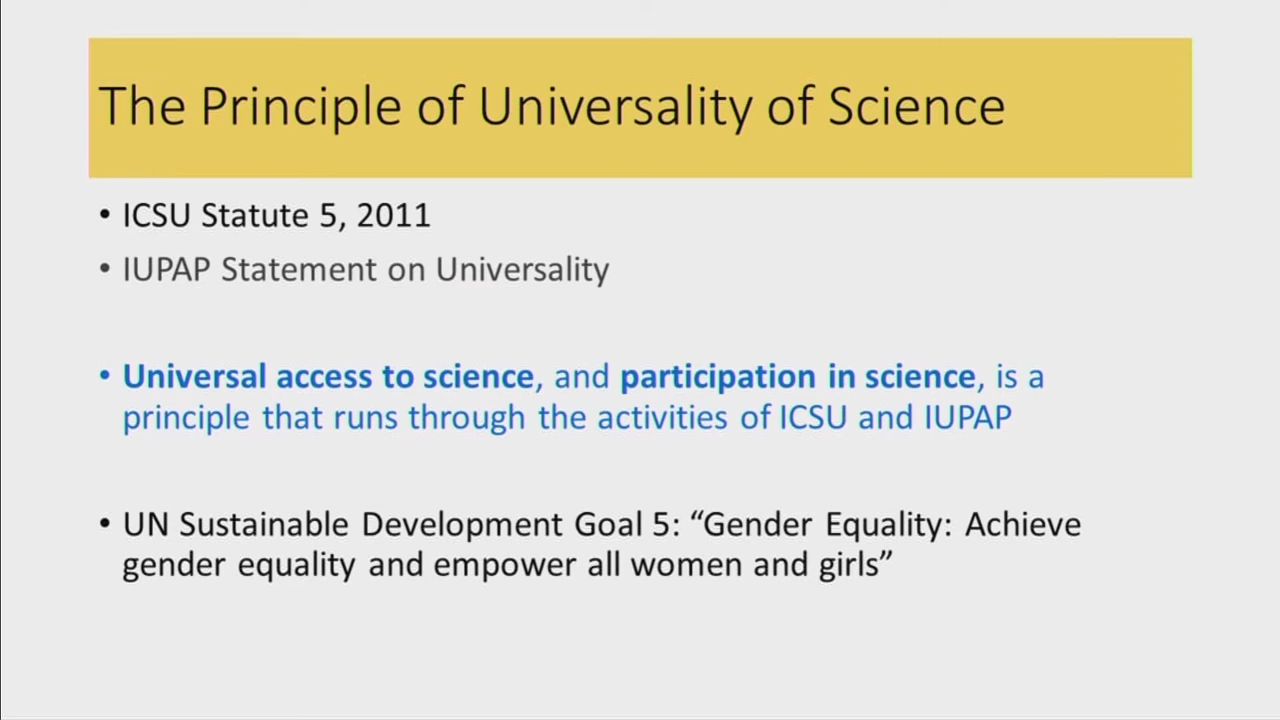 The Principle of Universality of Science
• ICSU Statute 5, 2011
• IUPAP Statement on Universality
• Universal access to science, and participation in science, is a
principle that runs through the activities of ICSU and IUPAP
• UN Sustainable Development Goal 5: “Gender Equality: Achieve
gender equality and empower all women and girls”